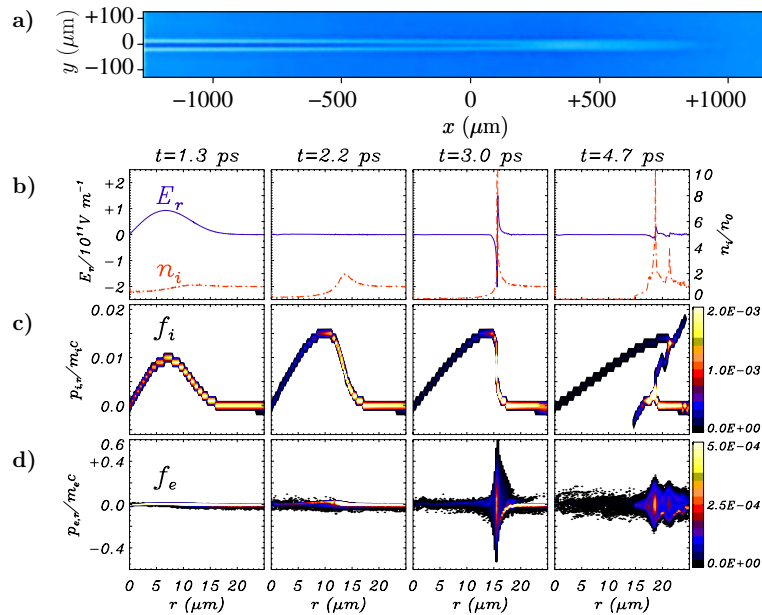 a)
+100
0
−100
y (μm)
−1000 −500 0 +500 +1000
x (μm)
t=1.3 ps t=2.2 ps t=3.0 ps t=4.7 ps
b)
E_r/10^11 V m^−1
+2
+1
0
−1
−2
E_r
n_i
10
8
6
4
2
0
n_i/n_0
c)
p_i,r/m_i c
0.02
0.01
0.0
f_i
2.0E−03
1.0E−03
0.0E+00
d)
p_e,r/m_e c
0.6
+0.4
0.0
−0.4
f_e
5.0E−04
2.5E−04
0.0E+00
0 5 10 15 20 0 5 10 15 20 0 5 10 15 20 0 5 10 15 20
r (μm) r (μm) r (μm) r (μm)